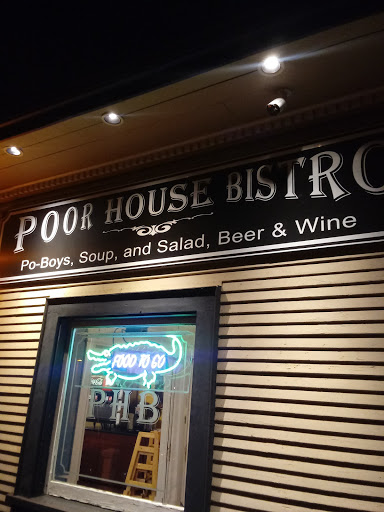 POOR HOUSE BISTRO
Po-Boys, Soup, and Salad, Beer & Wine
FOOD TO GO
PHB